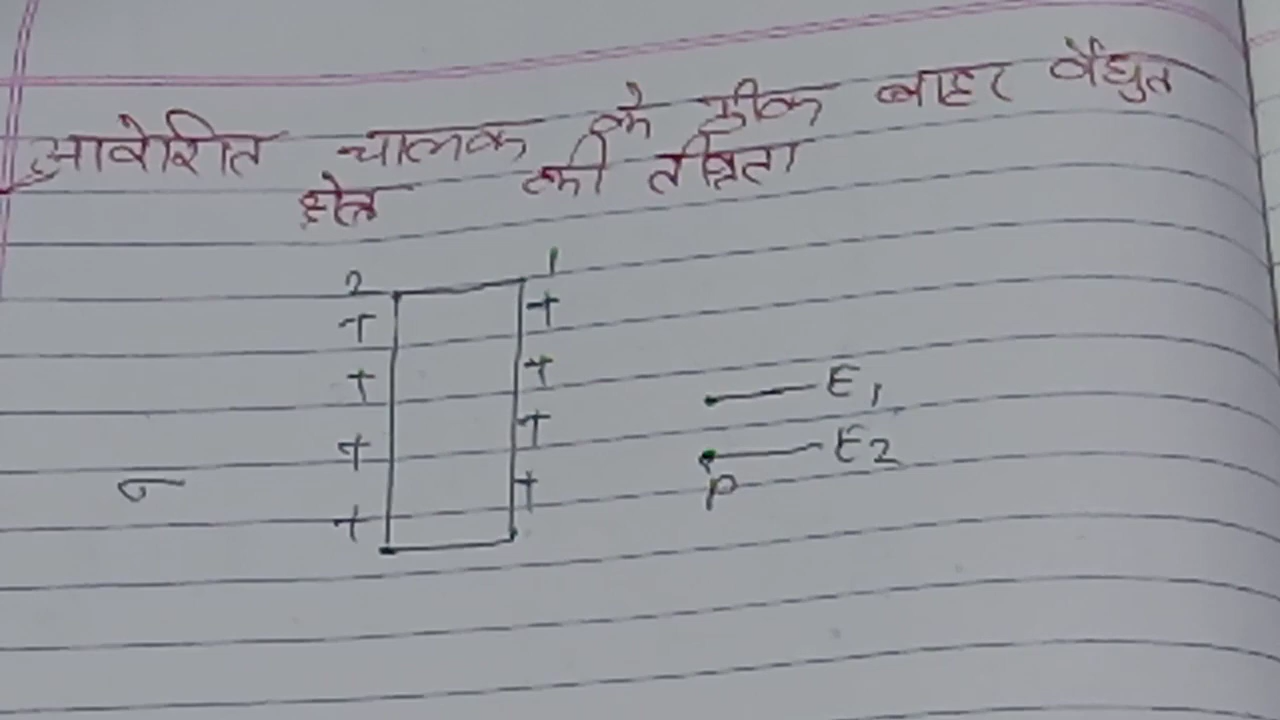 आवेशित चालक के ठीक बाहर वैद्युत
क्षेत्र की तीव्रता
2 1
+ +
+ +
+ +
+ +
E1
E2
P
σ